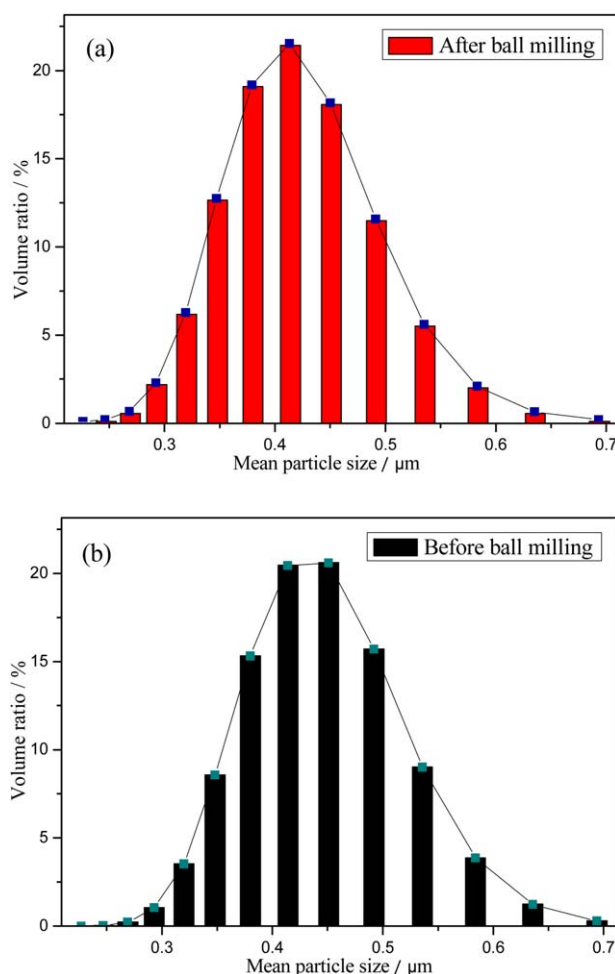 (a)
After ball milling
Volume ratio / %
20
15
10
5
0
0.3 0.4 0.5 0.6 0.7
Mean particle size / μm
(b)
Before ball milling
Volume ratio / %
20
15
10
5
0
0.3 0.4 0.5 0.6 0.7
Mean particle size / μm